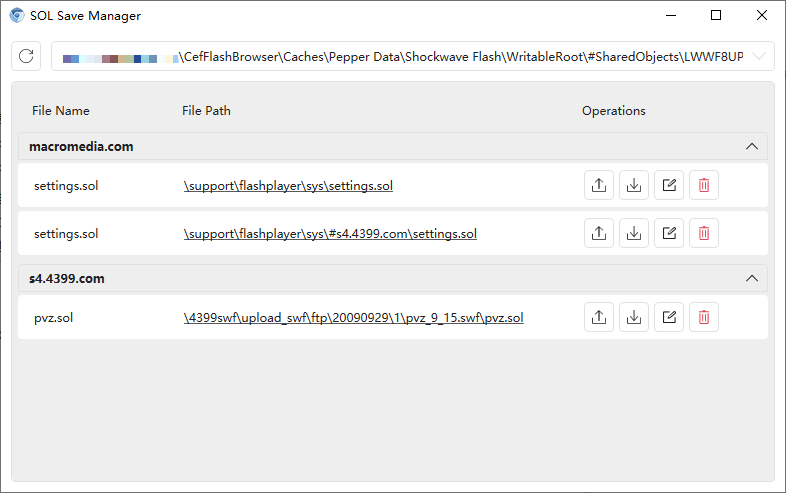 SOL Save Manager
\CefFlashBrowser\Caches\Pepper Data\Shockwave Flash\WritableRoot\#SharedObjects\LWWF8UP
File Name File Path Operations
macromedia.com
settings.sol \support\flashplayer\sys\settings.sol
settings.sol \support\flashplayer\sys\#s4.4399.com\settings.sol
s4.4399.com
pvz.sol \4399swf\upload_swf\ftp\20090929\1\pvz_9_15.swf\pvz.sol